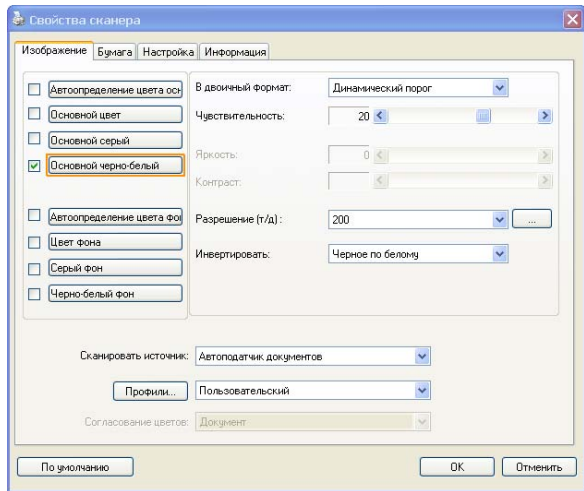 Свойства сканера
Изображение Бумага Настройка Информация
Автоопределение цвета осн
Основной цвет
Основной серый
Основной черно-белый
Автоопределение цвета фон
Цвет фона
Серый фон
Черно-белый фон
В двоичный формат: Динамический порог
Чувствительность: 20
Яркость: 0
Контраст:
Разрешение (т/д) : 200 ...
Инвертировать: Черное по белому
Сканировать источник: Автоподатчик документов
Профили... Пользовательский
Согласование цветов: Документ
По умолчанию OK Отменить